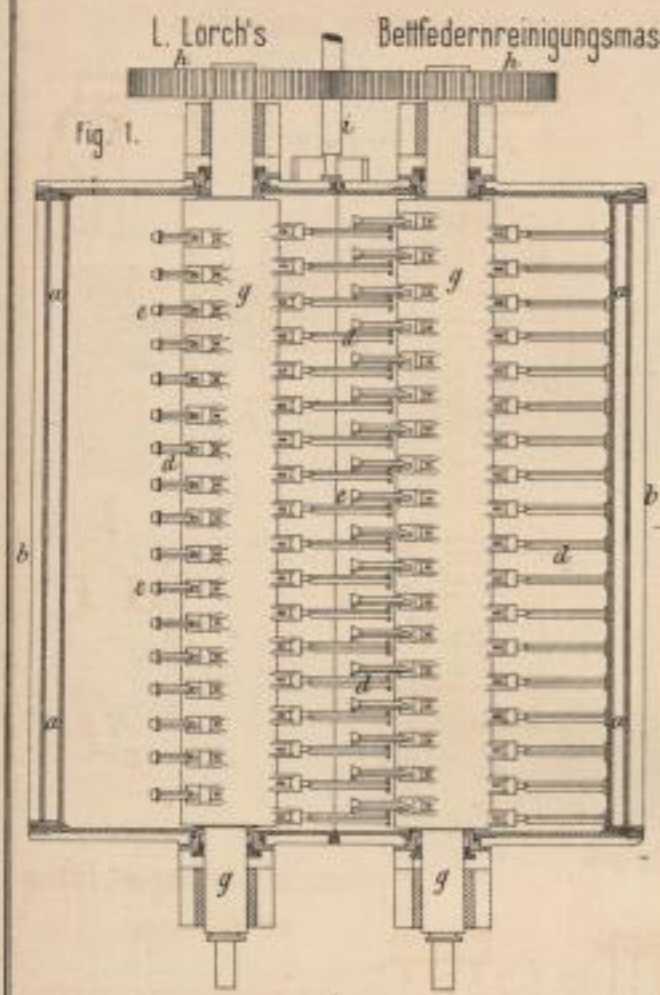 L. Lorch's Bettfedernreinigungsmas
h h
Fig. 1. i
a g g a
e d
d
e
b b
d
e d
a d a
g g